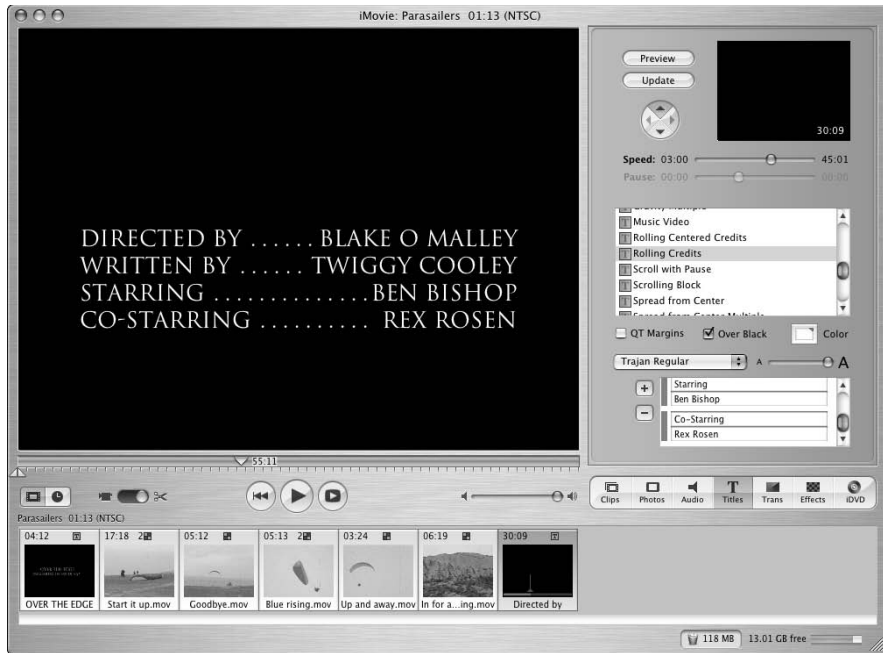 iMovie: Parasailers 01:13 (NTSC)
DIRECTED BY ...... BLAKE O MALLEY
WRITTEN BY ...... TWIGGY COOLEY
STARRING ..............BEN BISHOP
CO-STARRING .......... REX ROSEN
55:11
Preview
Update
30:09
Speed: 03:00 45:01
Pause: 00:00 00:00
Music Video
Rolling Centered Credits
Rolling Credits
Scroll with Pause
Scrolling Block
Spread from Center
Spread from Center Multiple
QT Margins Over Black Color
Trajan Regular A A
Starring
Ben Bishop
Co-Starring
Rex Rosen
Clips Photos Audio Titles Trans Effects iDVD
Parasailers 01:13 (NTSC)
04:12 17:18 2 05:12 05:13 2 03:24 06:19 30:09
OVER THE EDGE Start it up.mov Goodbye.mov Blue rising.mov Up and away.mov In for a...ing.mov Directed by
118 MB 13.01 GB free